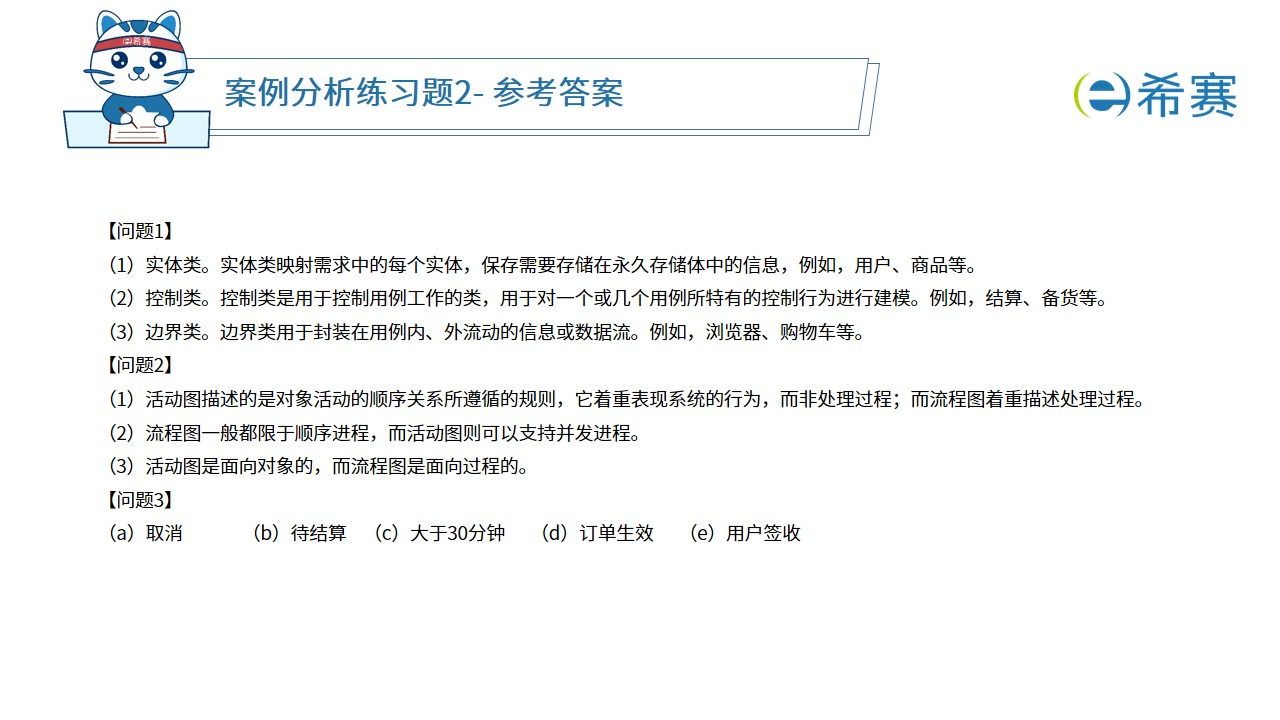 希赛
案例分析练习题2- 参考答案
希赛
【问题1】
（1）实体类。实体类映射需求中的每个实体，保存需要存储在永久存储体中的信息，例如，用户、商品等。
（2）控制类。控制类是用于控制用例工作的类，用于对一个或几个用例所特有的控制行为进行建模。例如，结算、备货等。
（3）边界类。边界类用于封装在用例内、外流动的信息或数据流。例如，浏览器、购物车等。
【问题2】
（1）活动图描述的是对象活动的顺序关系所遵循的规则，它着重表现系统的行为，而非处理过程；而流程图着重描述处理过程。
（2）流程图一般都限于顺序进程，而活动图则可以支持并发进程。
（3）活动图是面向对象的，而流程图是面向过程的。
【问题3】
（a）取消 （b）待结算 （c）大于30分钟 （d）订单生效 （e）用户签收